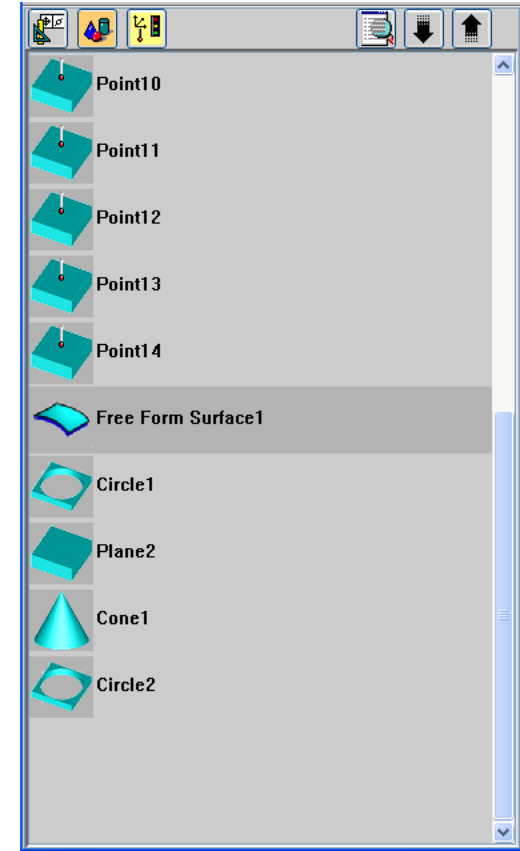 Point10
Point11
Point12
Point13
Point14
Free Form Surface1
Circle1
Plane2
Cone1
Circle2